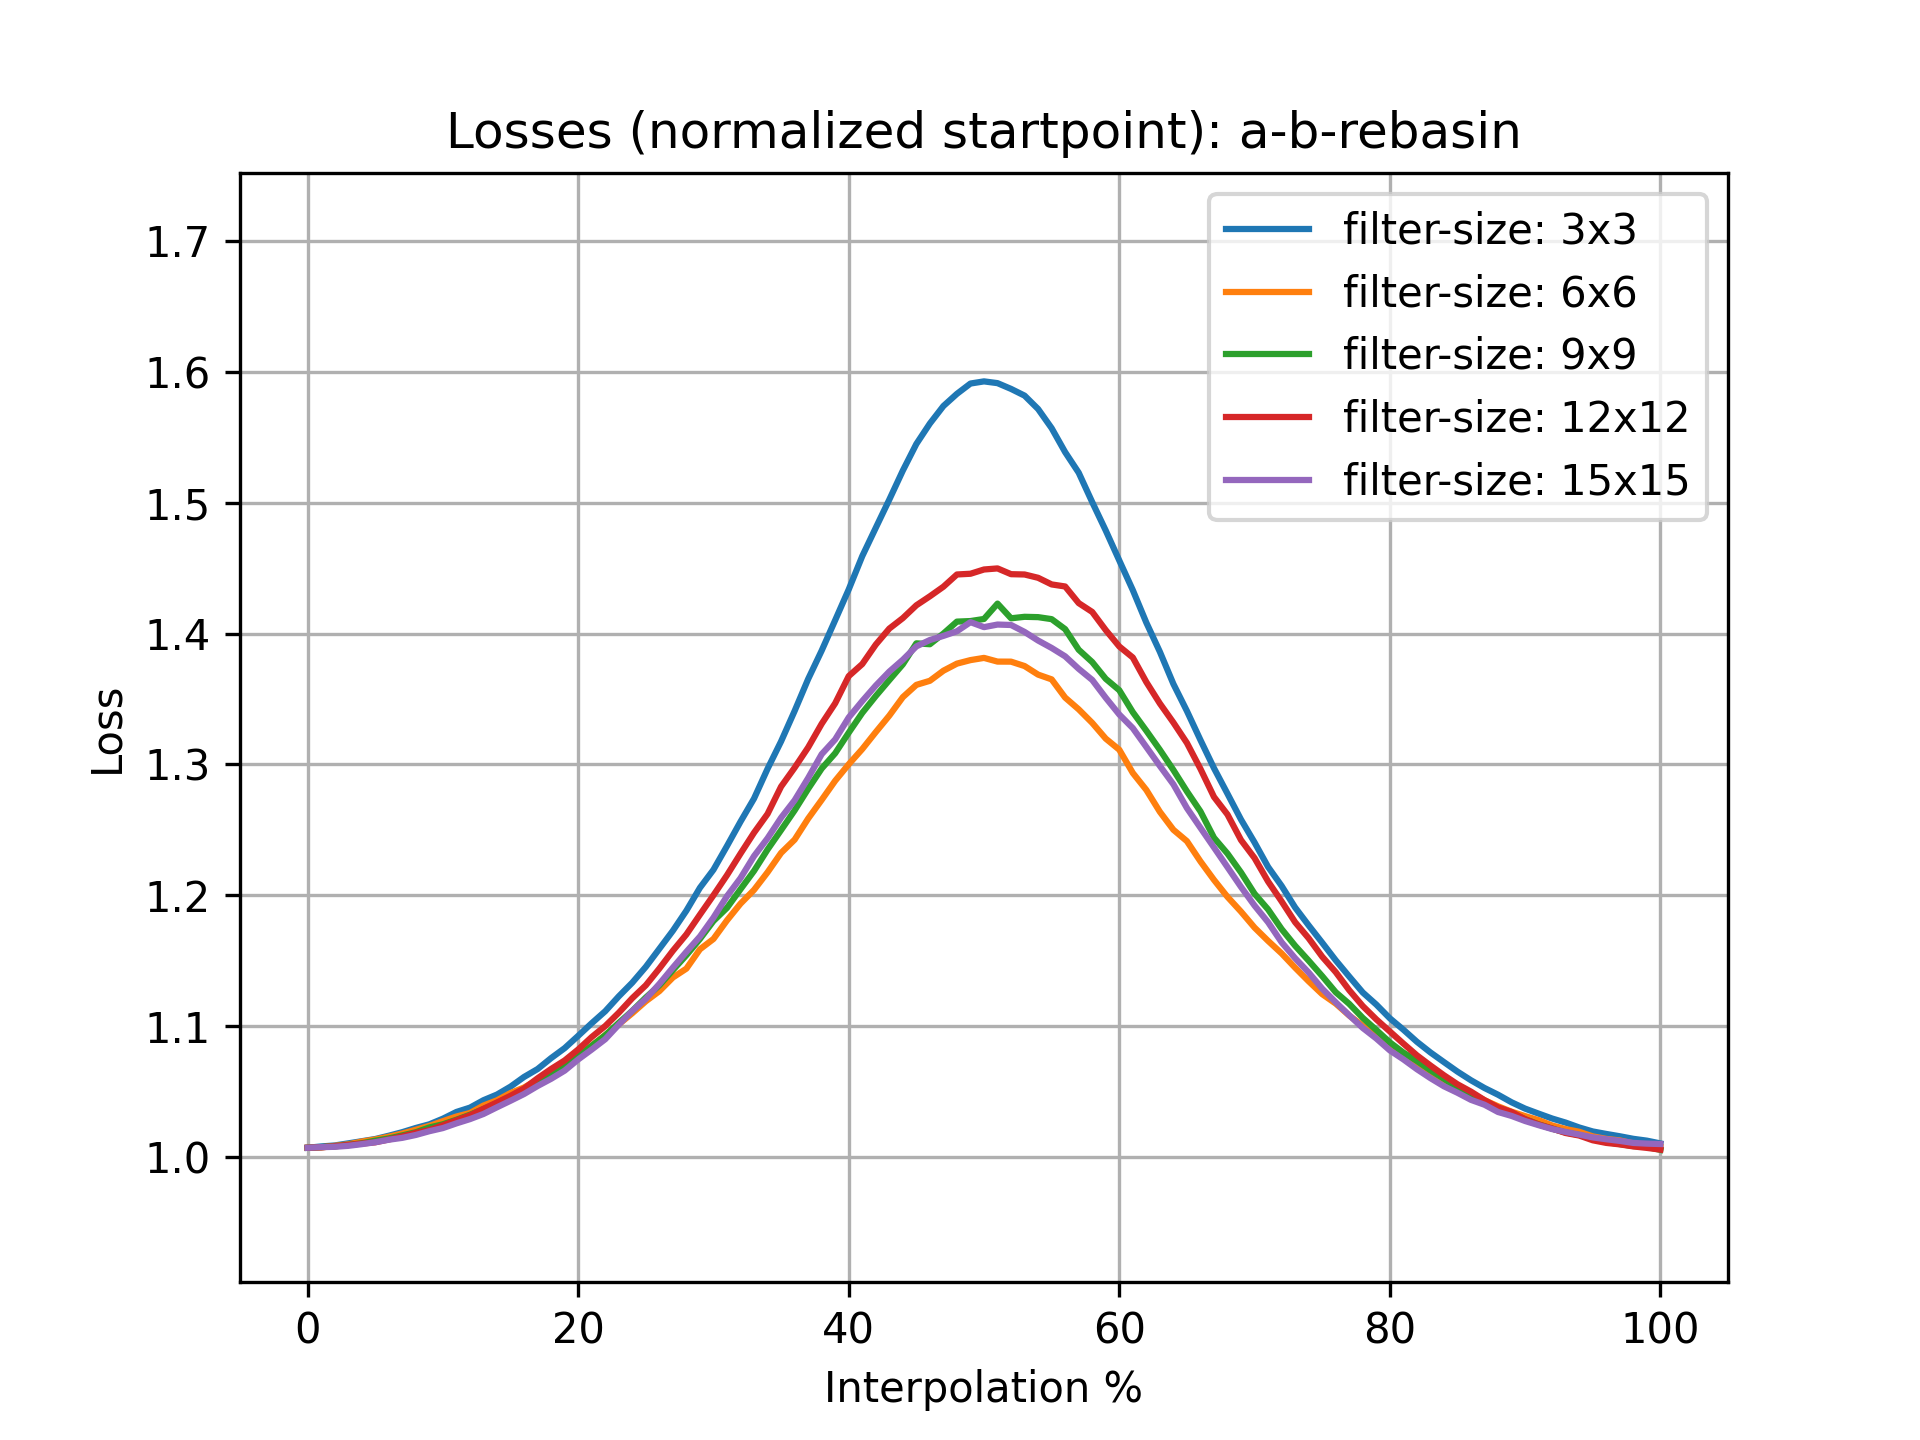 Losses (normalized startpoint): a-b-rebasin
filter-size: 3x3
filter-size: 6x6
filter-size: 9x9
filter-size: 12x12
filter-size: 15x15
1.7
1.6
1.5
1.4
1.3
1.2
1.1
1.0
Loss
0 20 40 60 80 100
Interpolation %